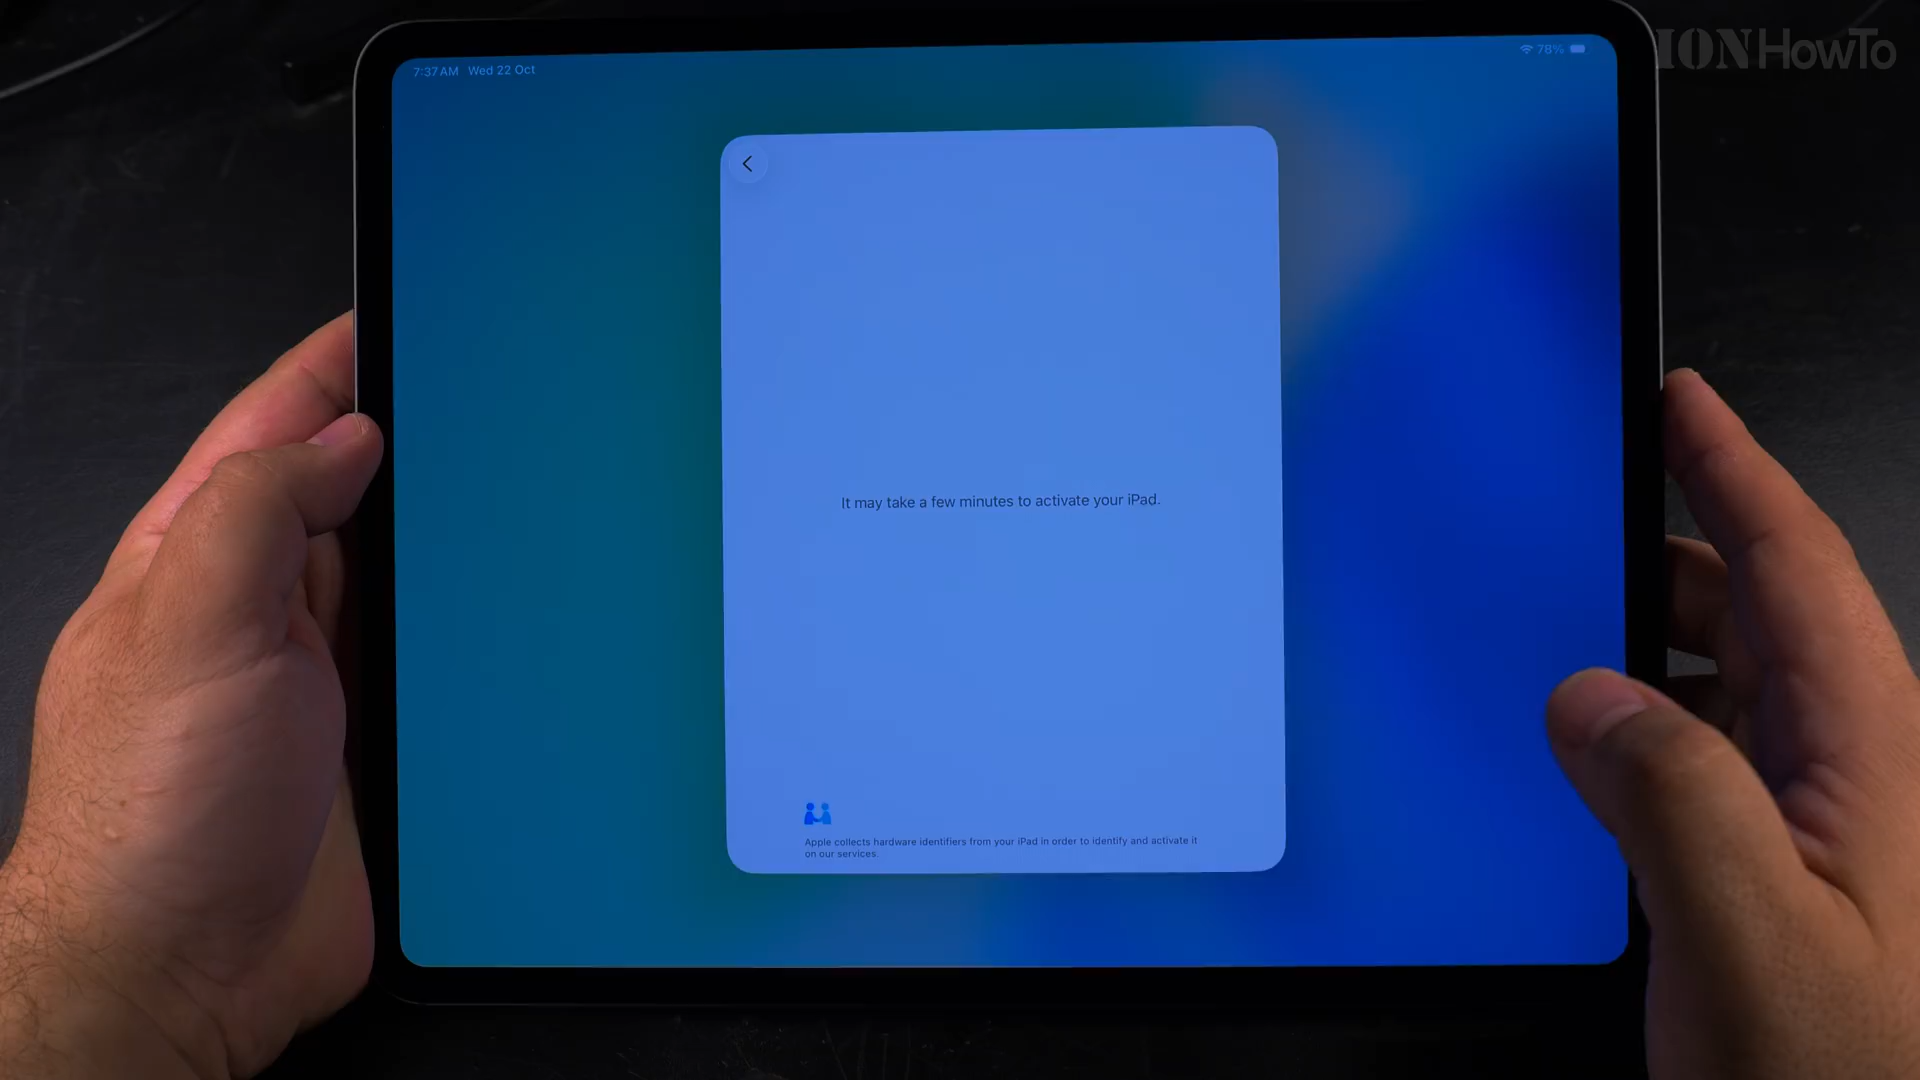 IONHowTo
7:37 AM Wed 22 Oct
78%
It may take a few minutes to activate your iPad.
Apple collects hardware identifiers from your iPad in order to identify and activate it
on our services.